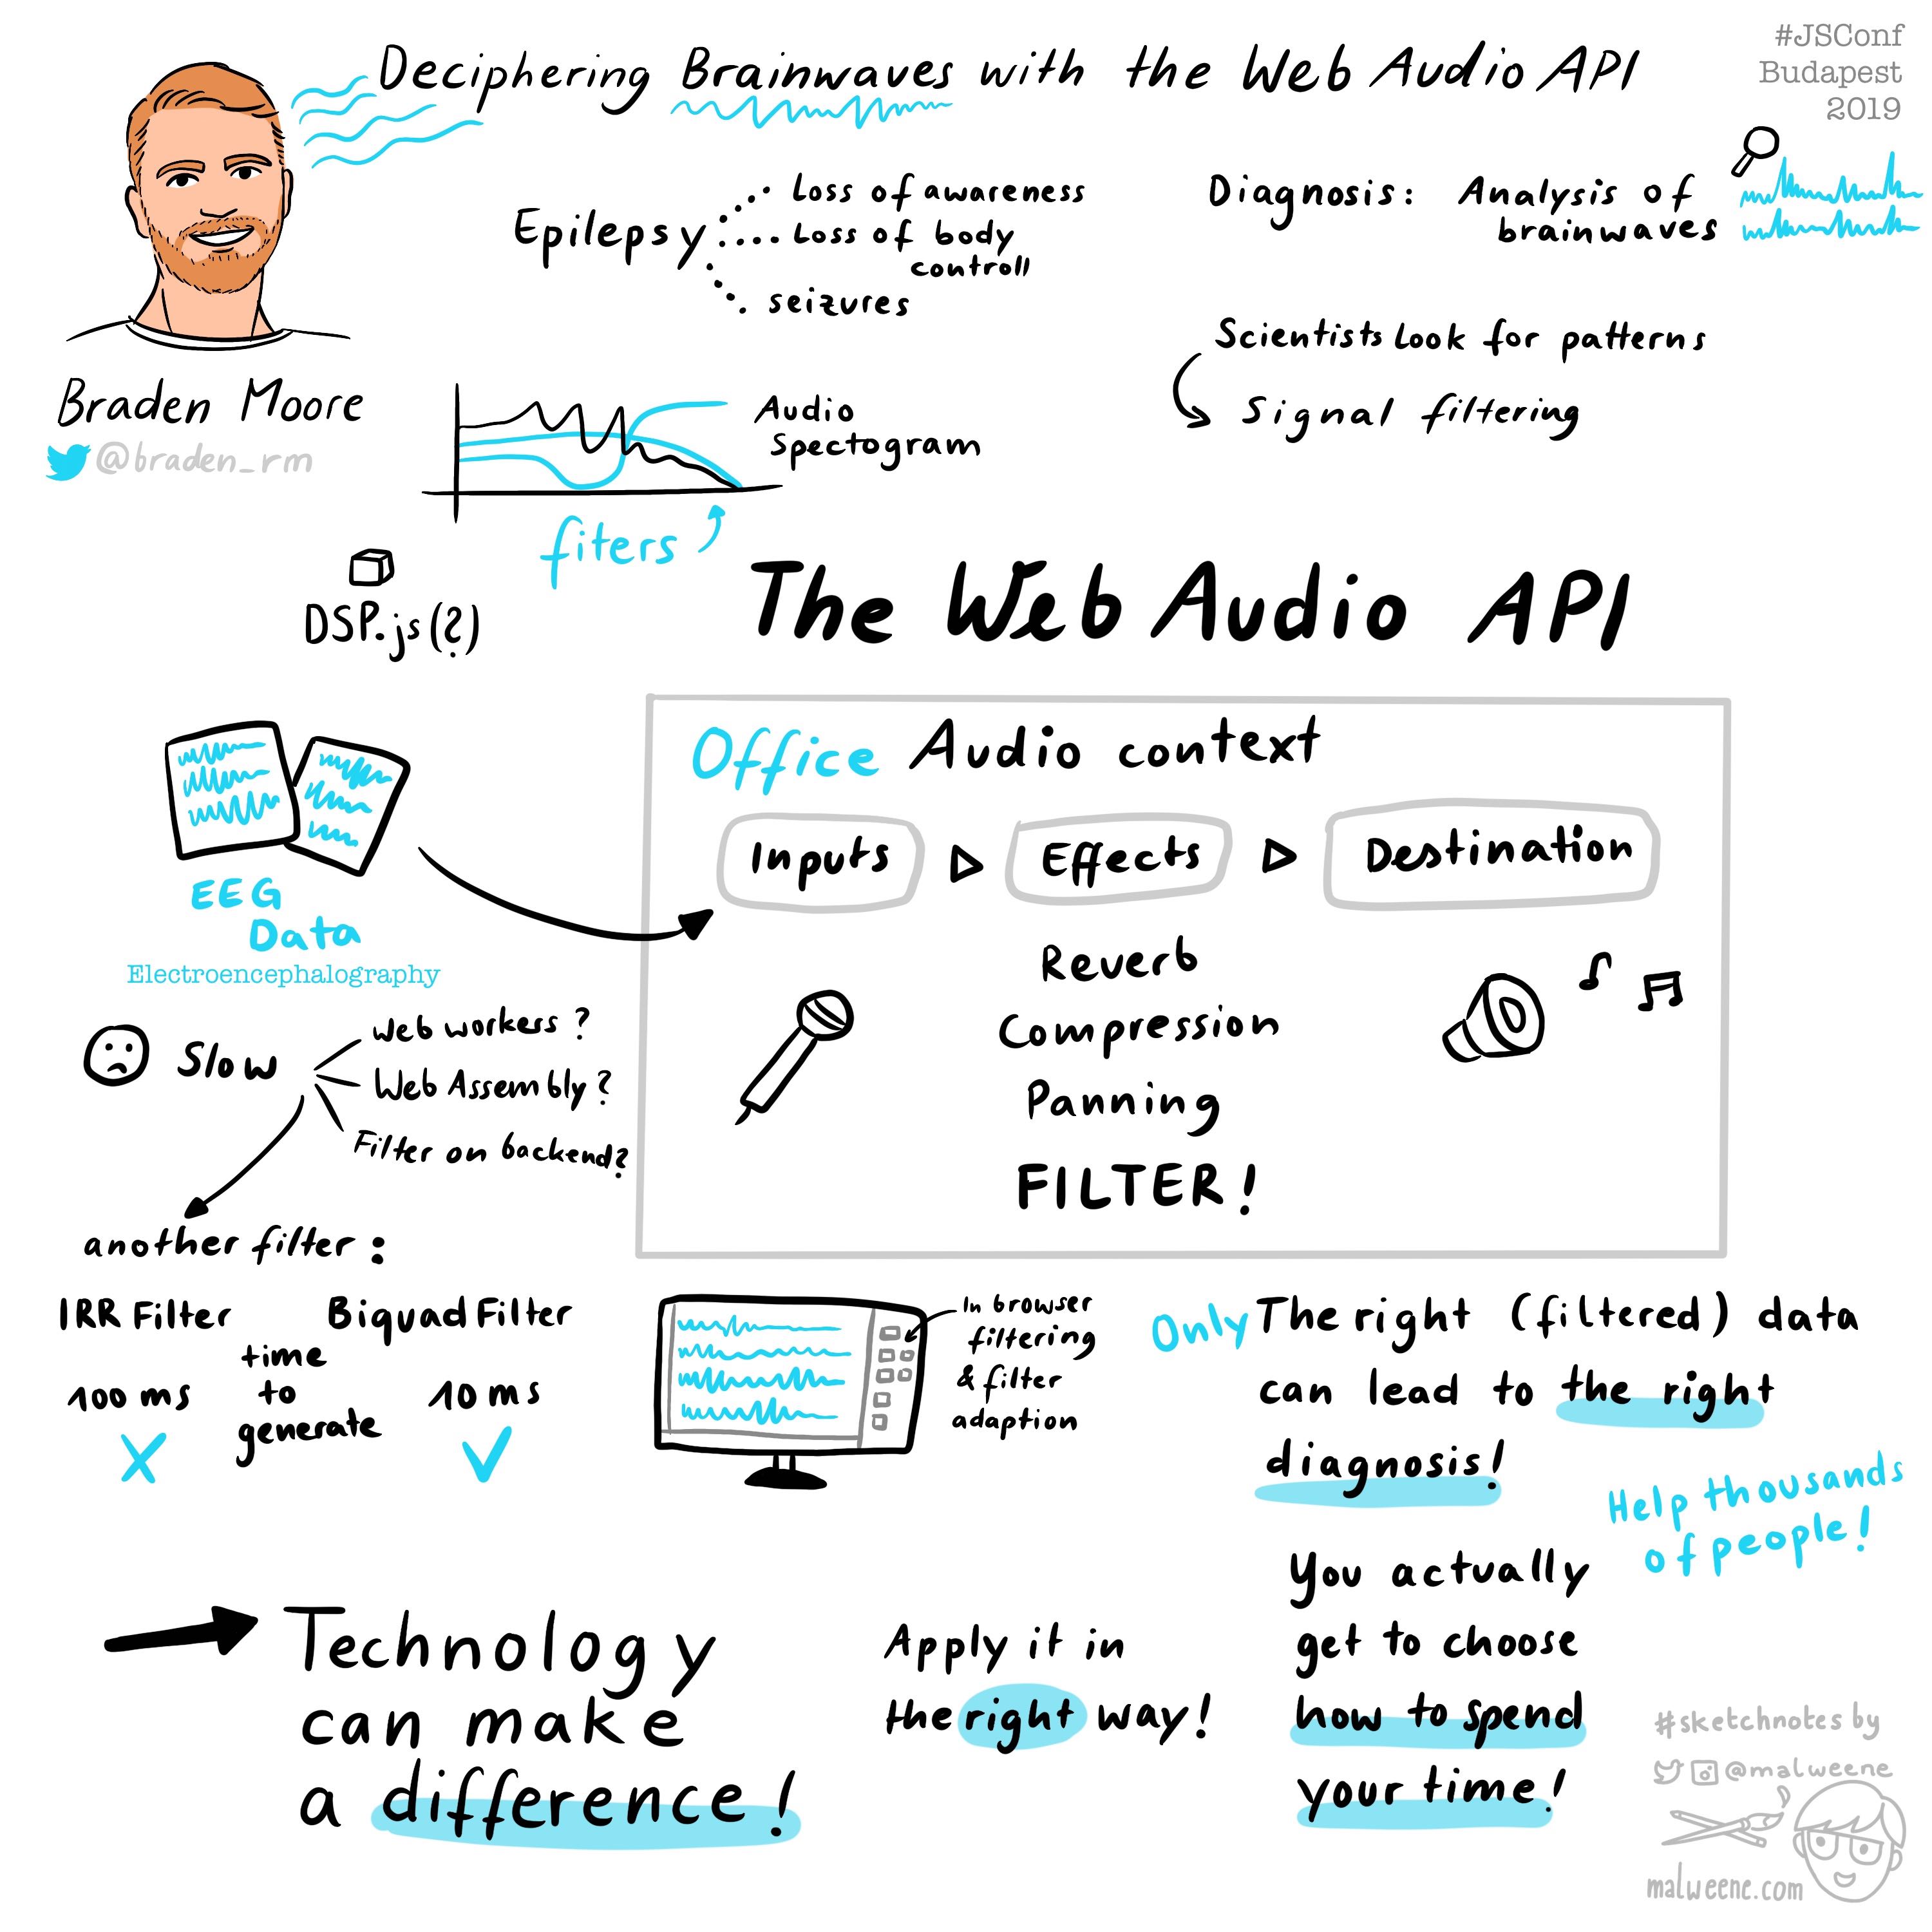 Deciphering Brainwaves with the Web Audio API
#JSConf
Budapest
2019
Epilepsy
Loss of awareness
Loss of body
controll
seizures
Diagnosis: Analysis of
brainwaves
Scientists look for patterns
Signal filtering
Braden Moore
@braden_rm
Audio
Spectogram
fiters
DSP.js(?)
The Web Audio API
EEG
Data
Electroencephalography
Office Audio context
Inputs
Effects
Destination
Reverb
Compression
Panning
FILTER!
Slow
Web workers?
Web Assembly?
Filter on backend?
another filter:
IRR Filter
Biquad Filter
time
to
generate
100 ms
10 ms
In browser
filtering
& filter
adaption
Only The right (filtered) data
can lead to the right
diagnosis!
Help thousands
of people!
Technology
can make
a difference!
Apply it in
the right way!
You actually
get to choose
how to spend
your time!
#sketchnotes by
@malweene
malweene.com